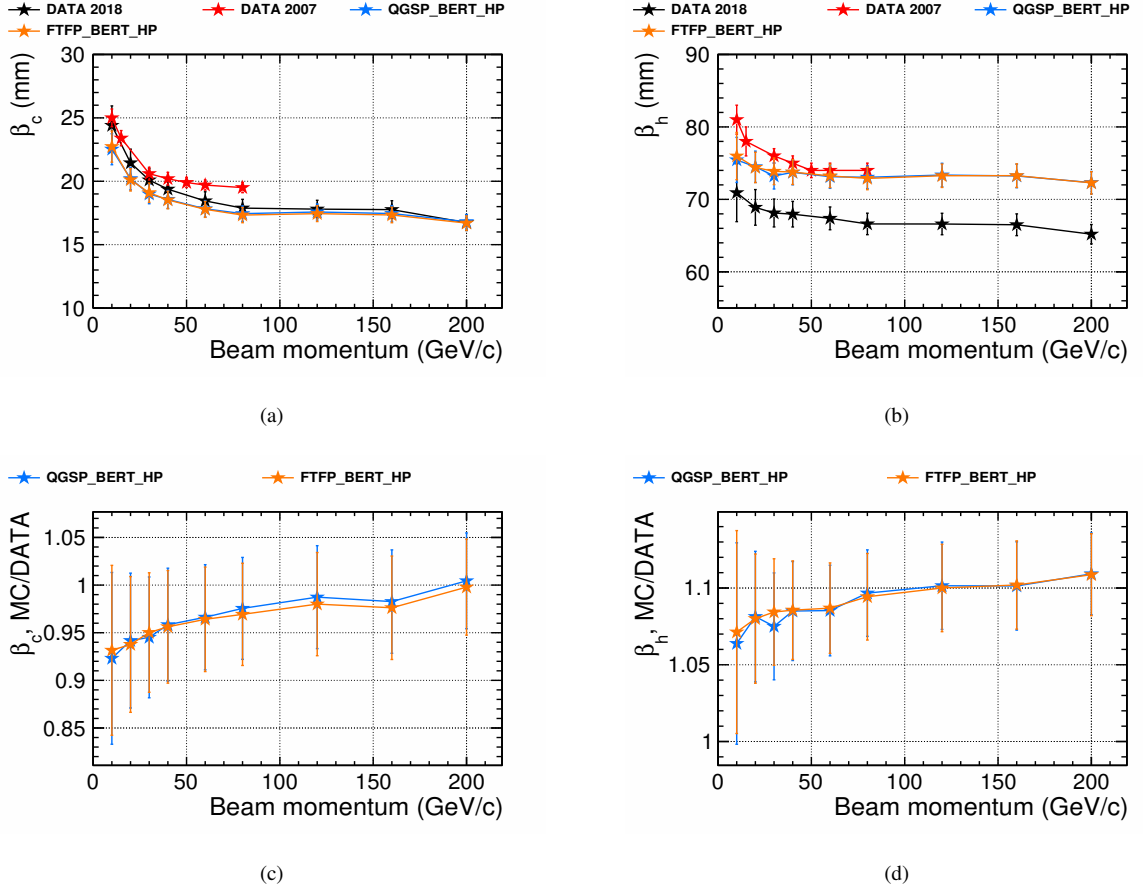 DATA 2018 DATA 2007 QGSP_BERT_HP
FTFP_BERT_HP
β_c (mm)
30
25
20
15
10
0 50 100 150 200
Beam momentum (GeV/c)
(a)
DATA 2018 DATA 2007 QGSP_BERT_HP
FTFP_BERT_HP
β_h (mm)
90
80
70
60
0 50 100 150 200
Beam momentum (GeV/c)
(b)
QGSP_BERT_HP FTFP_BERT_HP
β_c, MC/DATA
1.05
1
0.95
0.9
0.85
0 50 100 150 200
Beam momentum (GeV/c)
(c)
QGSP_BERT_HP FTFP_BERT_HP
β_h, MC/DATA
1.1
1.05
1
0 50 100 150 200
Beam momentum (GeV/c)
(d)